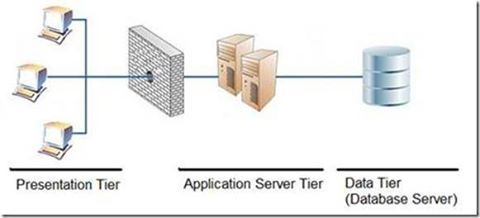 Presentation Tier
Application Server Tier
Data Tier
(Database Server)